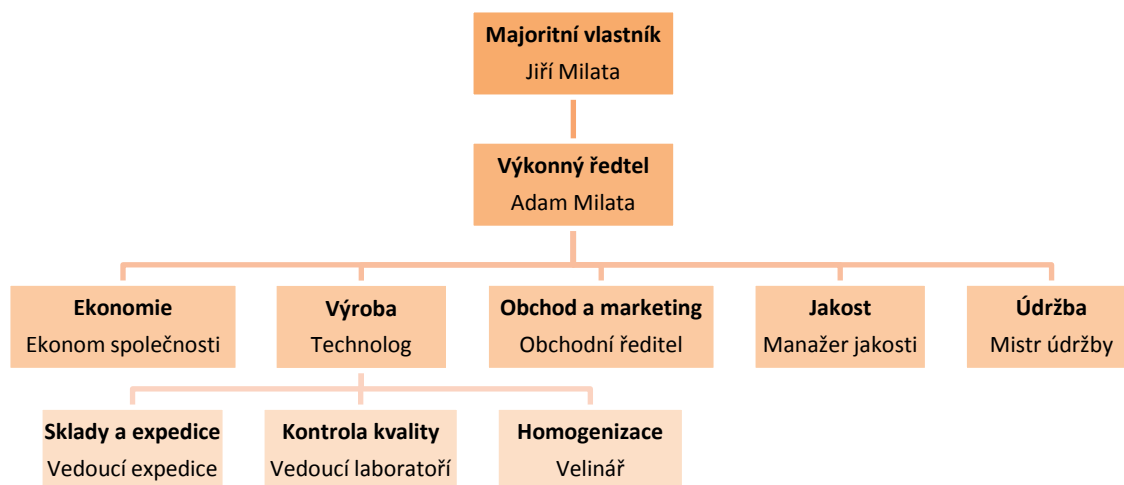 Majoritní vlastník
Jiří Milata
Výkonný ředtel
Adam Milata
Ekonomie
Ekonom společnosti
Výroba
Technolog
Obchod a marketing
Obchodní ředitel
Jakost
Manažer jakosti
Údržba
Mistr údržby
Sklady a expedice
Vedoucí expedice
Kontrola kvality
Vedoucí laboratoří
Homogenizace
Velinář